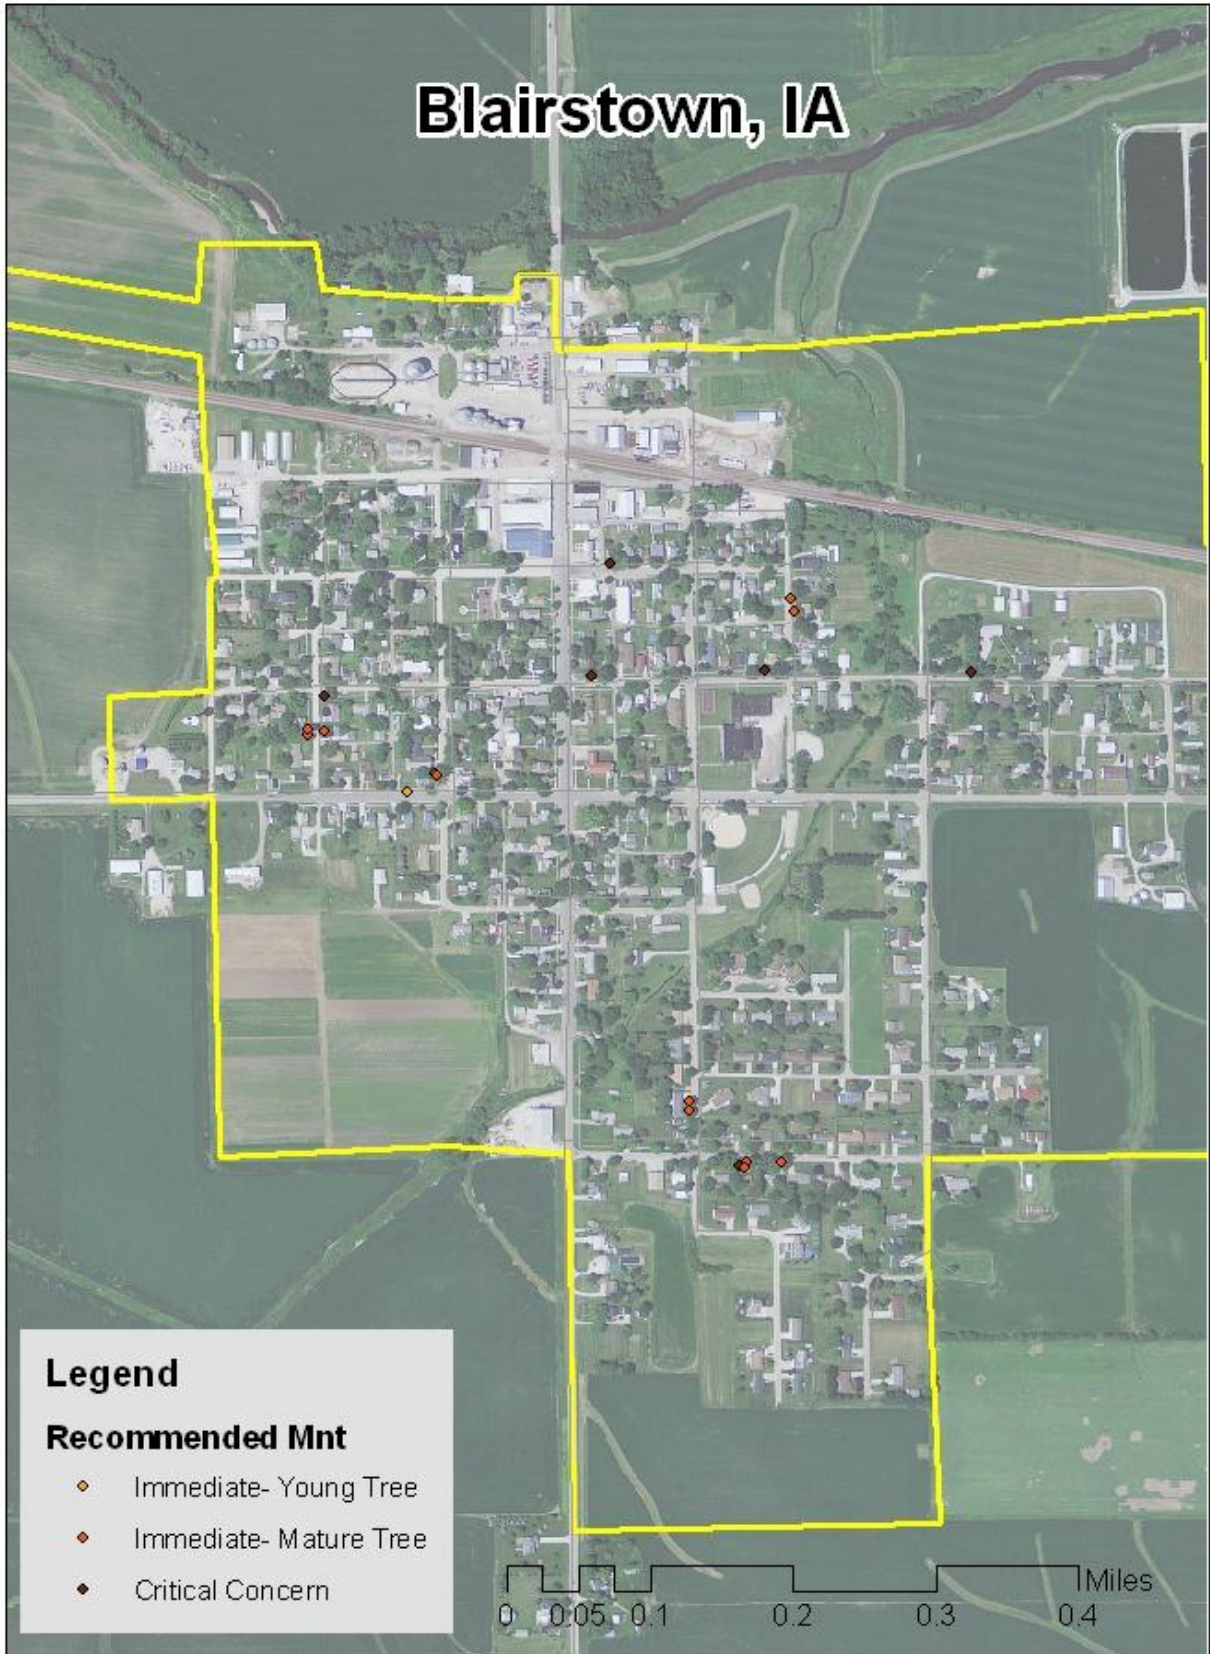 Blairstown, IA
Legend
Recommended Mnt
Immediate- Young Tree
Immediate- Mature Tree
Critical Concern
Miles
0 0.05 0.1 0.2 0.3 0.4